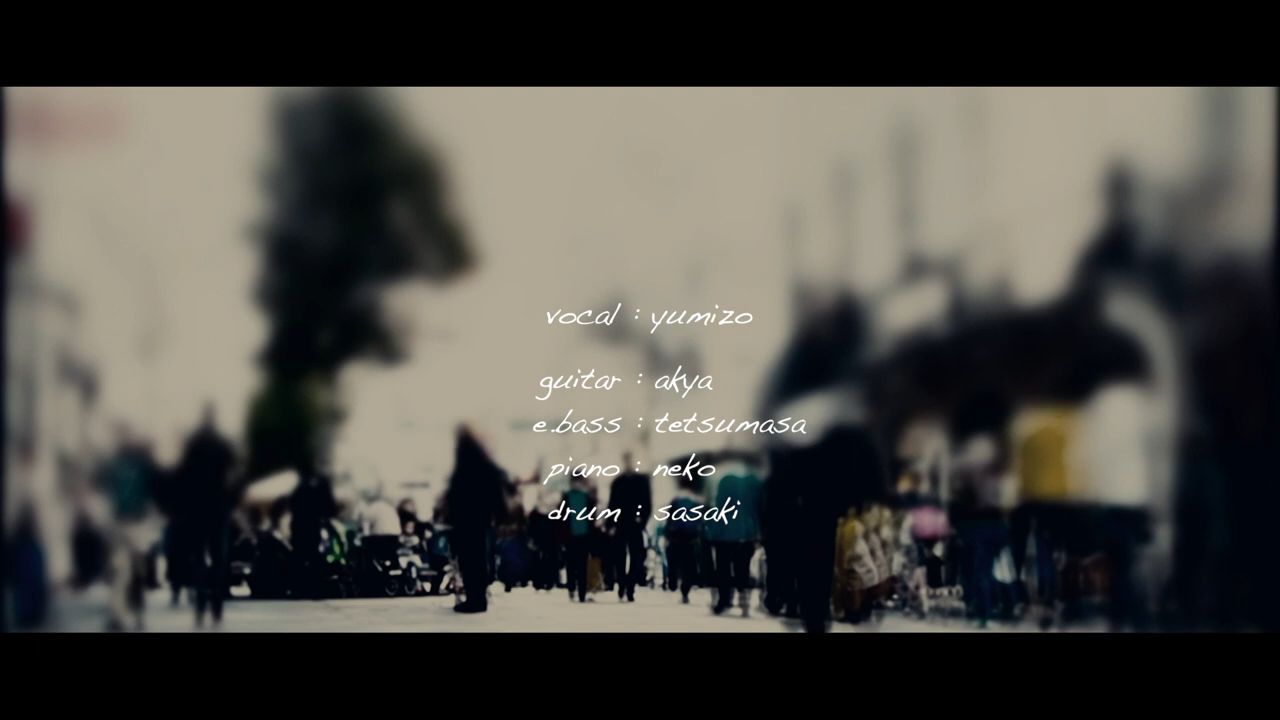 vocal : yumizo
guitar : akya
e.bass : tetsumasa
piano : neko
drum : sasaki